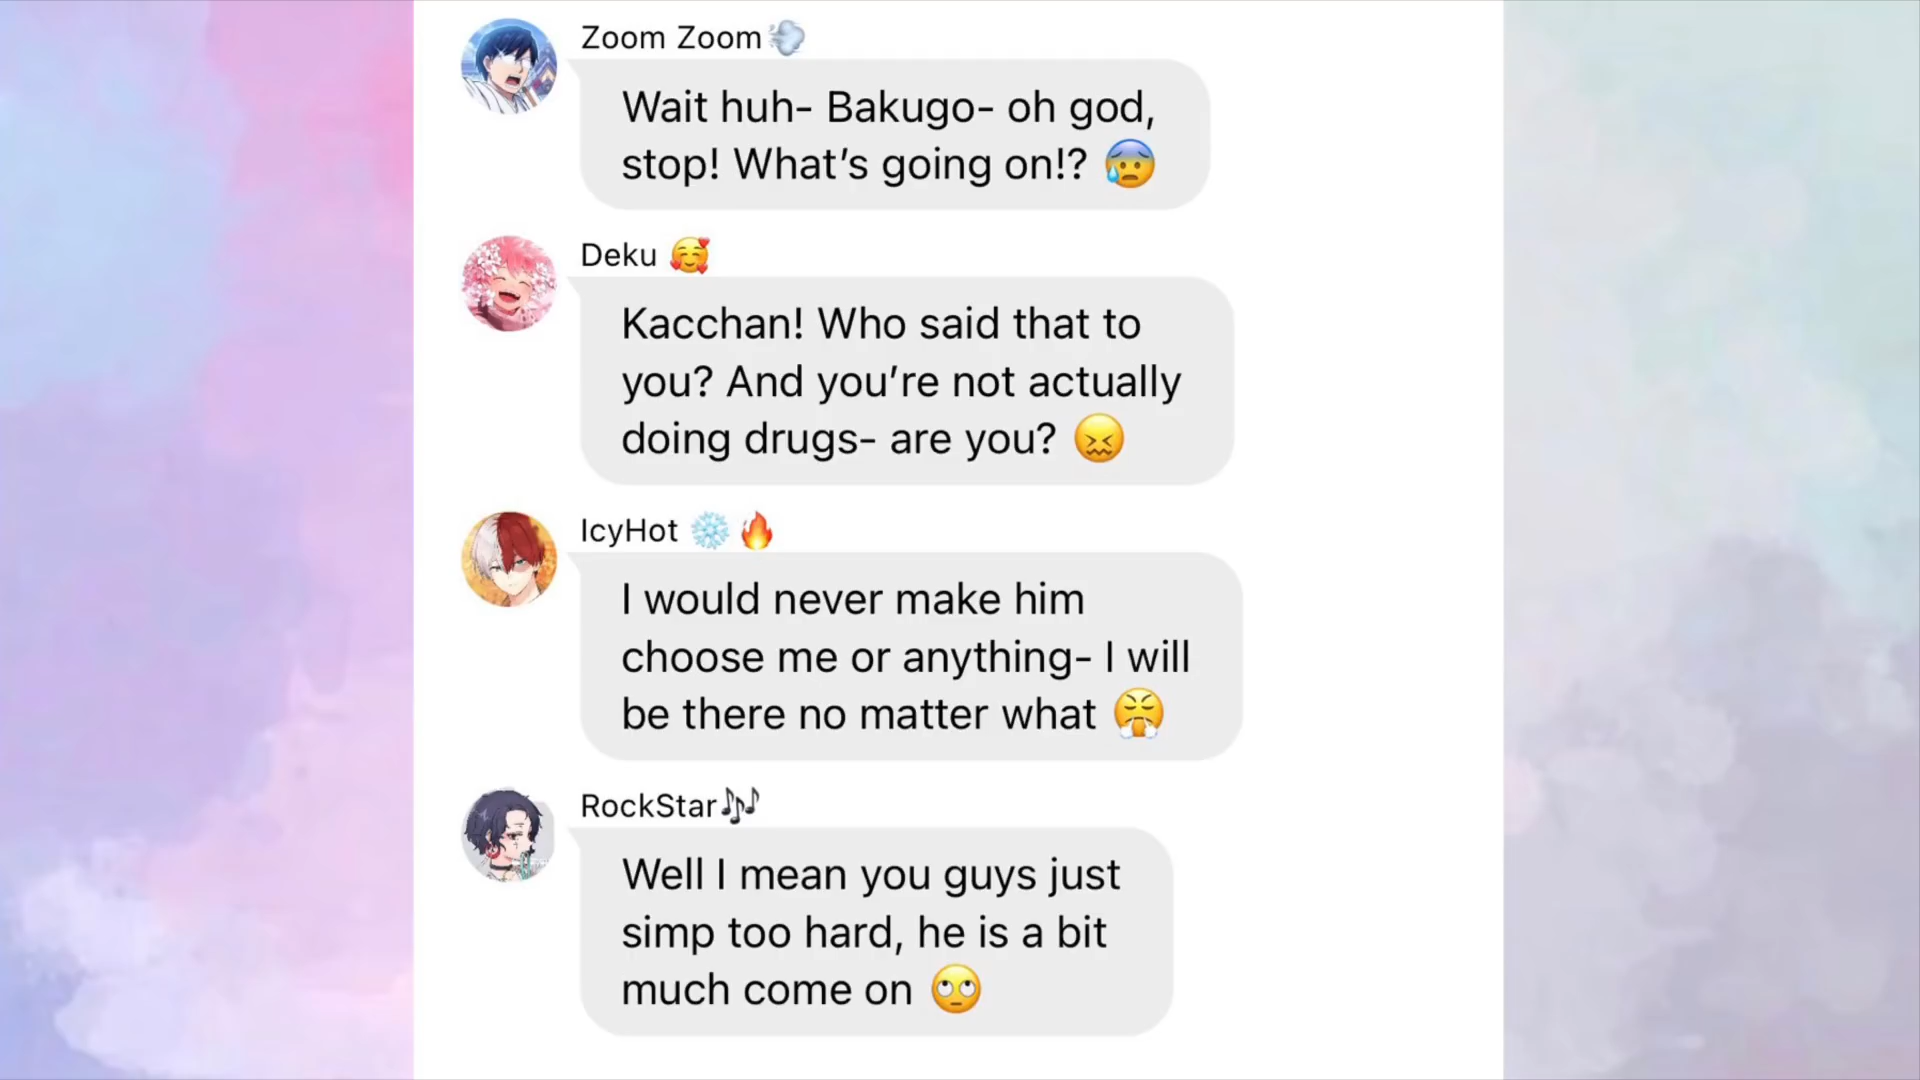 Zoom Zoom💨
Wait huh- Bakugo- oh god,
stop! What’s going on!? 😰
Deku 🥰
Kacchan! Who said that to
you? And you’re not actually
doing drugs- are you? 😖
IcyHot ❄️🔥
I would never make him
choose me or anything- I will
be there no matter what 😤
RockStar🎶
Well I mean you guys just
simp too hard, he is a bit
much come on 🙄